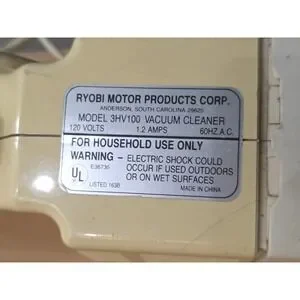 RYOBI MOTOR PRODUCTS CORP.
ANDERSON, SOUTH CAROLINA 29625
MODEL 3HV100 VACUUM CLEANER
120 VOLTS 1.2 AMPS 60HZ.A.C.
FOR HOUSEHOLD USE ONLY
WARNING - ELECTRIC SHOCK COULD
OCCUR IF USED OUTDOORS
OR ON WET SURFACES
E36735
UL
LISTED 163B
MADE IN CHINA